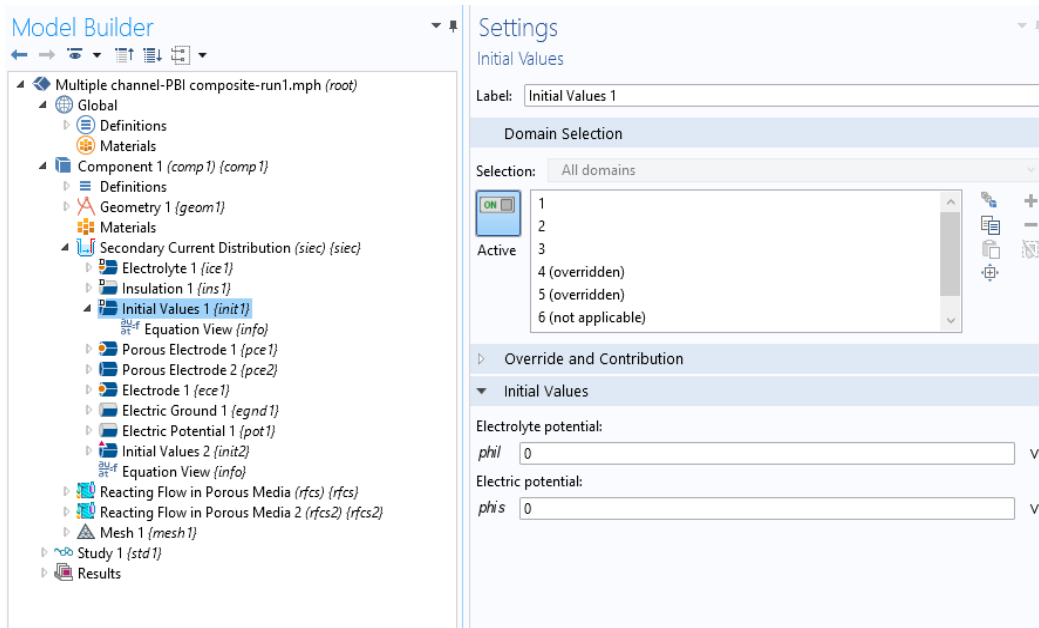 Model Builder
Multiple channel-PBI composite-run1.mph (root)
Global
Definitions
Materials
Component 1 (comp1) {comp1}
Definitions
Geometry 1 {geom1}
Materials
Secondary Current Distribution (siec) {siec}
Electrolyte 1 {ice1}
Insulation 1 {ins1}
Initial Values 1 {init1}
Equation View {info}
Porous Electrode 1 {pce1}
Porous Electrode 2 {pce2}
Electrode 1 {ece1}
Electric Ground 1 {egnd1}
Electric Potential 1 {pot1}
Initial Values 2 {init2}
Equation View {info}
Reacting Flow in Porous Media (rfcs) {rfcs}
Reacting Flow in Porous Media 2 (rfcs2) {rfcs2}
Mesh 1 {mesh1}
Study 1 {std1}
Results
Settings
Initial Values
Label: Initial Values 1
Domain Selection
Selection: All domains
ON
Active
1
2
3
4 (overridden)
5 (overridden)
6 (not applicable)
Override and Contribution
Initial Values
Electrolyte potential:
phil 0 V
Electric potential:
phis 0 V